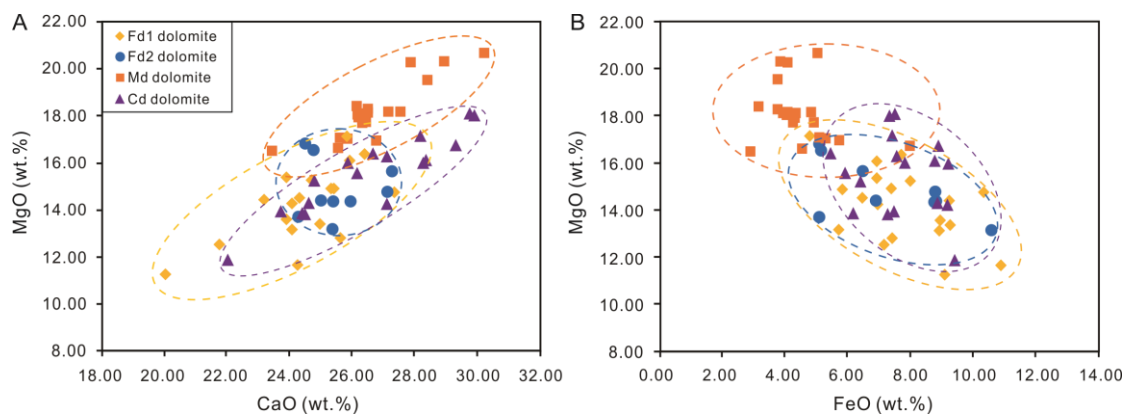 A
MgO (wt.%)
22.00
20.00
18.00
16.00
14.00
12.00
10.00
8.00
Fd1 dolomite
Fd2 dolomite
Md dolomite
Cd dolomite
18.00 20.00 22.00 24.00 26.00 28.00 30.00 32.00
CaO (wt.%)
B
MgO (wt.%)
22.00
20.00
18.00
16.00
14.00
12.00
10.00
8.00
0.00 2.00 4.00 6.00 8.00 10.00 12.00 14.00
FeO (wt.%)